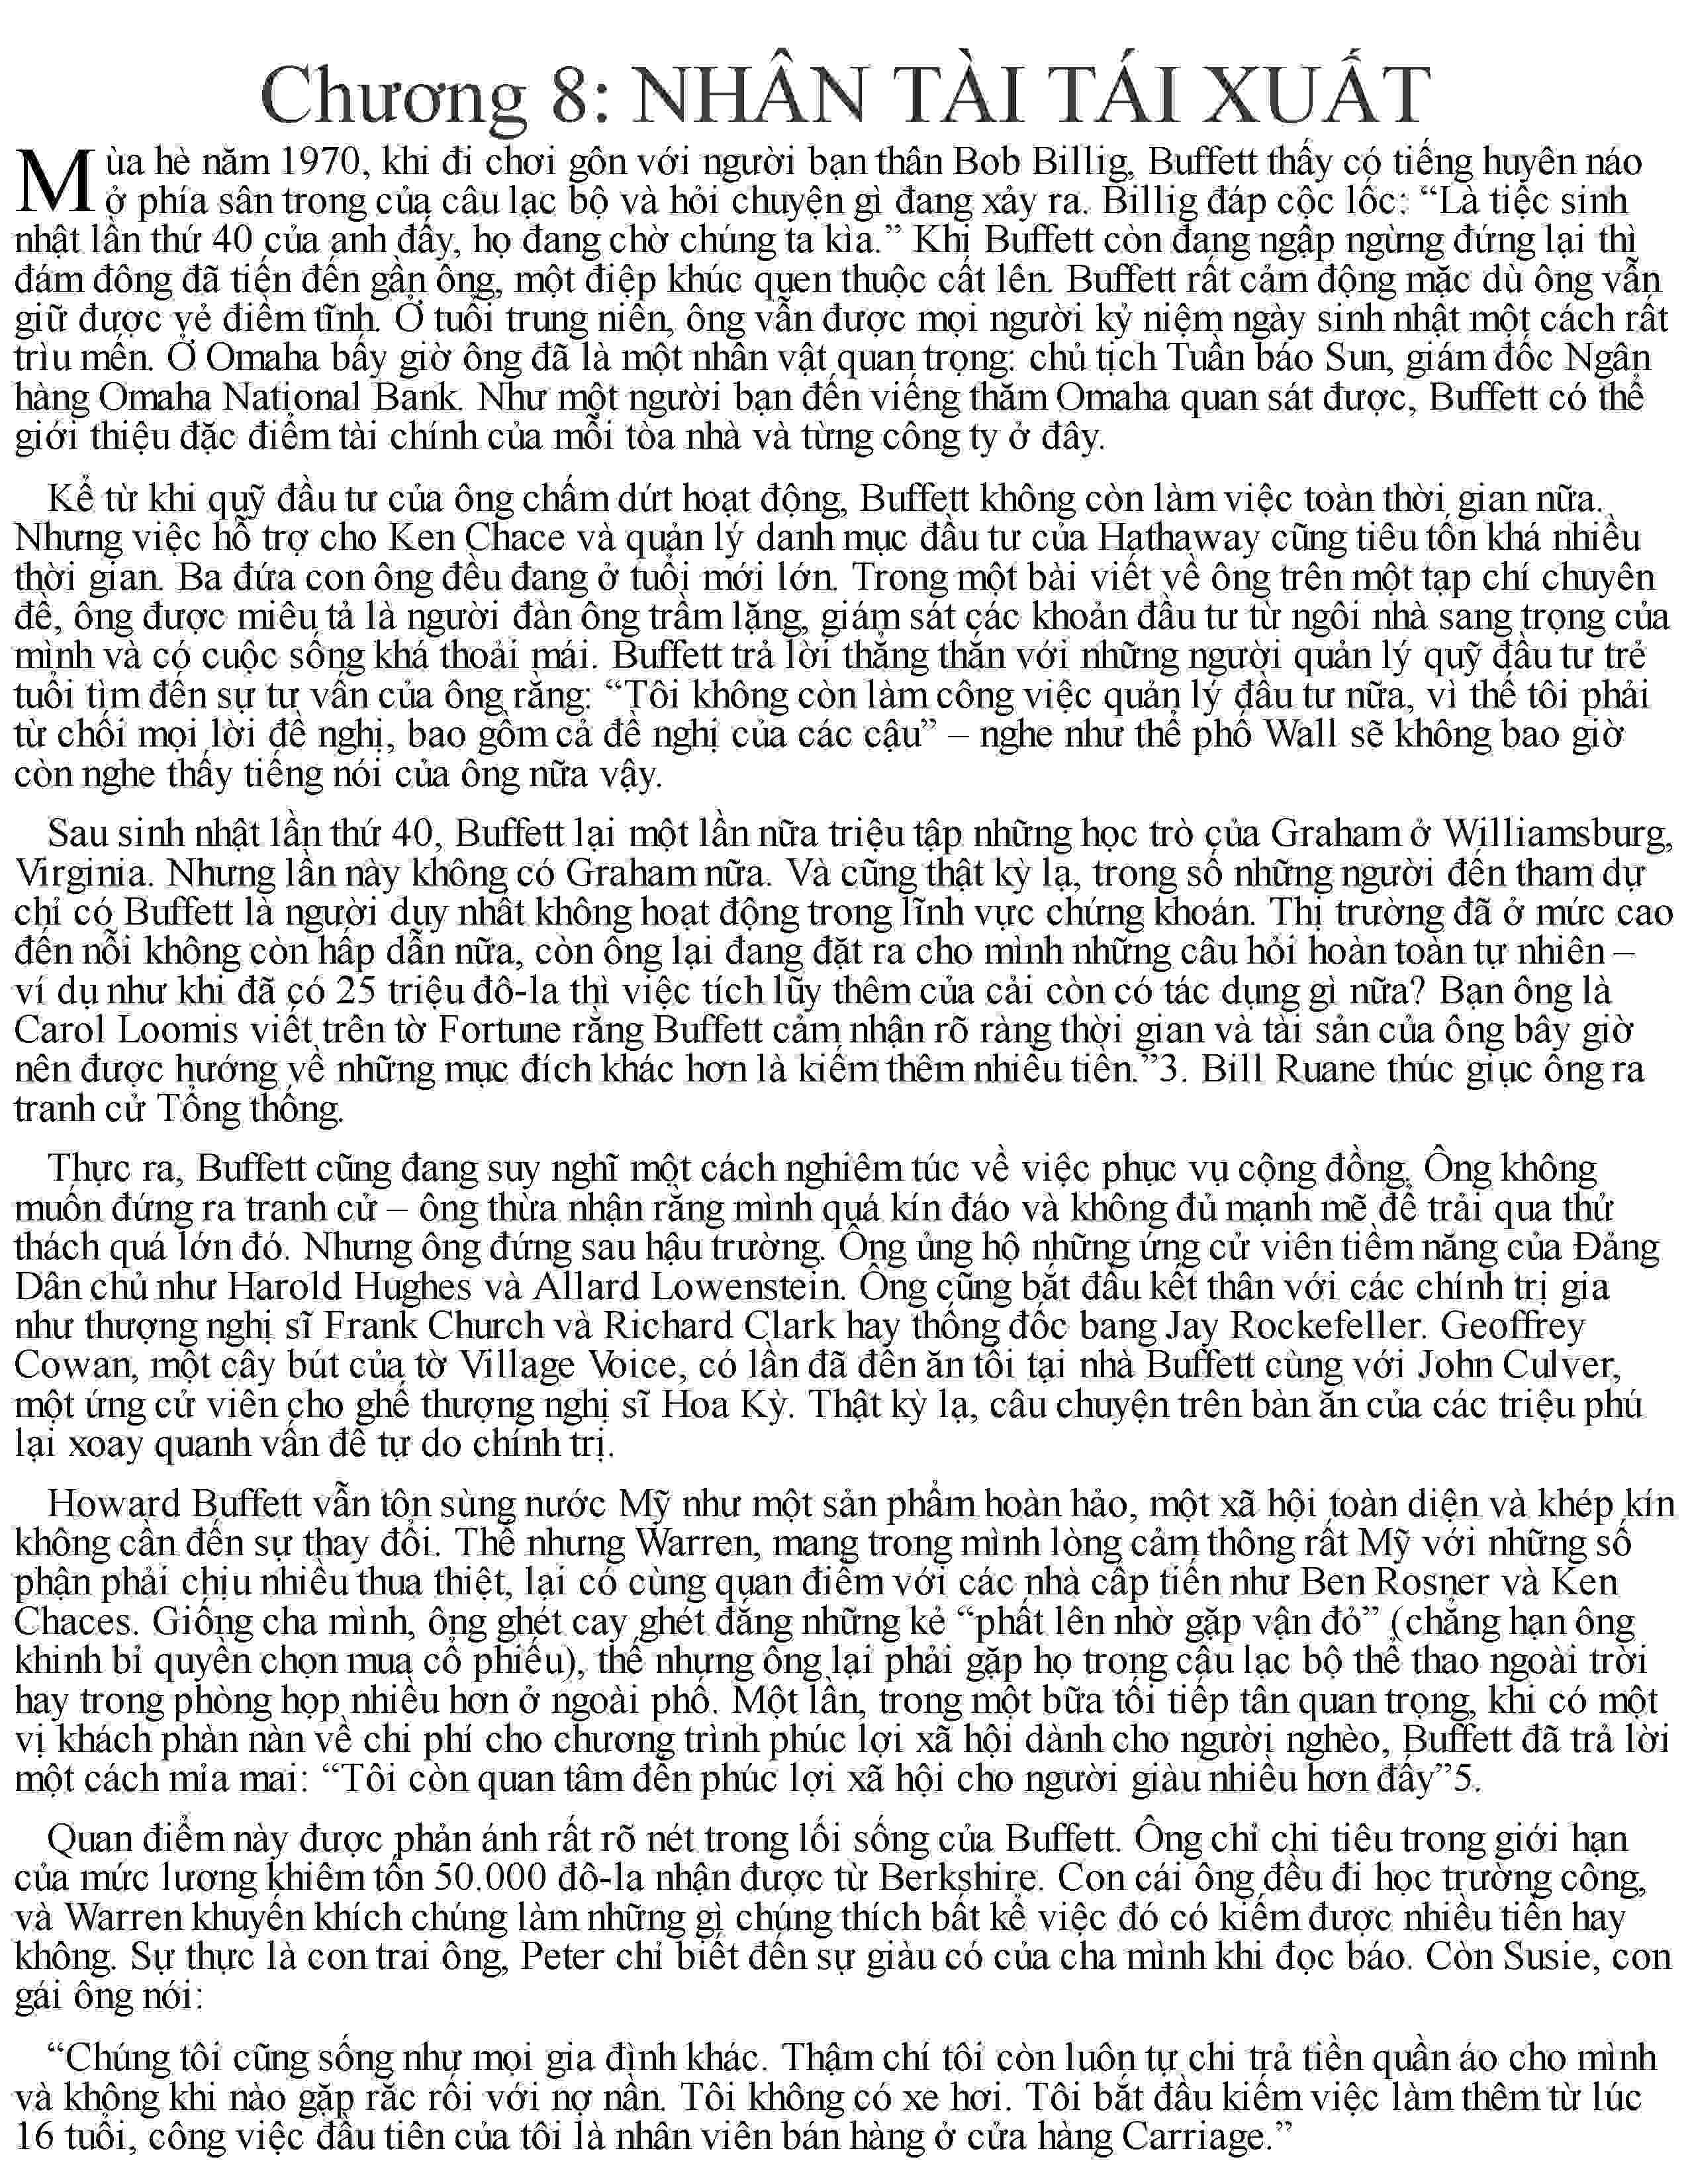 Chương 8: NHÂN TÀI TÁI XUẤT
Mùa hè năm 1970, khi đi chơi gôn với người bạn thân Bob Billig, Buffett thấy có tiếng huyên náo
ở phía sân trong của câu lạc bộ và hỏi chuyện gì đang xảy ra. Billig đáp cộc lốc: “Là tiệc sinh
nhật lần thứ 40 của anh đấy, họ đang chờ chúng ta kìa.” Khi Buffett còn đang ngập ngừng đứng lại thì
đám đông đã tiến đến gần ông, một điệp khúc quen thuộc cất lên. Buffett rất cảm động mặc dù ông vẫn
giữ được vẻ điềm tĩnh. Ở tuổi trung niên, ông vẫn được mọi người kỷ niệm ngày sinh nhật một cách rất
trìu mến. Ở Omaha bấy giờ ông đã là một nhân vật quan trọng: chủ tịch Tuần báo Sun, giám đốc Ngân
hàng Omaha National Bank. Như một người bạn đến viếng thăm Omaha quan sát được, Buffett có thể
giới thiệu đặc điểm tài chính của mỗi tòa nhà và từng công ty ở đây.
Kể từ khi quỹ đầu tư của ông chấm dứt hoạt động, Buffett không còn làm việc toàn thời gian nữa.
Nhưng việc hỗ trợ cho Ken Chace và quản lý danh mục đầu tư của Hathaway cũng tiêu tốn khá nhiều
thời gian. Ba đứa con ông đều đang ở tuổi mới lớn. Trong một bài viết về ông trên một tạp chí chuyên
đề, ông được miêu tả là người đàn ông trầm lặng, giám sát các khoản đầu tư từ ngôi nhà sang trọng của
mình và có cuộc sống khá thoải mái. Buffett trả lời thẳng thắn với những người quản lý quỹ đầu tư trẻ
tuổi tìm đến sự tư vấn của ông rằng: “Tôi không còn làm công việc quản lý đầu tư nữa, vì thế tôi phải
từ chối mọi lời đề nghị, bao gồm cả đề nghị của các cậu” – nghe như thể phố Wall sẽ không bao giờ
còn nghe thấy tiếng nói của ông nữa vậy.
Sau sinh nhật lần thứ 40, Buffett lại một lần nữa triệu tập những học trò của Graham ở Williamsburg,
Virginia. Nhưng lần này không có Graham nữa. Và cũng thật kỳ lạ, trong số những người đến tham dự
chỉ có Buffett là người duy nhất không hoạt động trong lĩnh vực chứng khoán. Thị trường đã ở mức cao
đến nỗi không còn hấp dẫn nữa, còn ông lại đang đặt ra cho mình những câu hỏi hoàn toàn tự nhiên –
ví dụ như khi đã có 25 triệu đô-la thì việc tích lũy thêm của cải còn có tác dụng gì nữa? Bạn ông là
Carol Loomis viết trên tờ Fortune rằng Buffett cảm nhận rõ ràng thời gian và tài sản của ông bây giờ
nên được hướng về những mục đích khác hơn là kiếm thêm nhiều tiền.”3. Bill Ruane thúc giục ông ra
tranh cử Tổng thống.
Thực ra, Buffett cũng đang suy nghĩ một cách nghiêm túc về việc phục vụ cộng đồng. Ông không
muốn đứng ra tranh cử – ông thừa nhận rằng mình quá kín đáo và không đủ mạnh mẽ để trải qua thử
thách quá lớn đó. Nhưng ông đứng sau hậu trường. Ông ủng hộ những ứng cử viên tiềm năng của Đảng
Dân chủ như Harold Hughes và Allard Lowenstein. Ông cũng bắt đầu kết thân với các chính trị gia
như thượng nghị sĩ Frank Church và Richard Clark hay thống đốc bang Jay Rockefeller. Geoffrey
Cowan, một cây bút của tờ Village Voice, có lần đã đến ăn tối tại nhà Buffett cùng với John Culver,
một ứng cử viên cho ghế thượng nghị sĩ Hoa Kỳ. Thật kỳ lạ, câu chuyện trên bàn ăn của các triệu phú
lại xoay quanh vấn đề tự do chính trị.
Howard Buffett vẫn tôn sùng nước Mỹ như một sản phẩm hoàn hảo, một xã hội toàn diện và khép kín
không cần đến sự thay đổi. Thế nhưng Warren, mang trong mình lòng cảm thông rất Mỹ với những số
phận phải chịu nhiều thua thiệt, lại có cùng quan điểm với các nhà cấp tiến như Ben Rosner và Ken
Chaces. Giống cha mình, ông ghét cay ghét đắng những kẻ “phất lên nhờ gặp vận đỏ” (chẳng hạn ông
khinh bỉ quyền chọn mua cổ phiếu), thế nhưng ông lại phải gặp họ trong câu lạc bộ thể thao ngoài trời
hay trong phòng họp nhiều hơn ở ngoài phố. Một lần, trong một bữa tối tiếp tân quan trọng, khi có một
vị khách phàn nàn về chi phí cho chương trình phúc lợi xã hội dành cho người nghèo, Buffett đã trả lời
một cách mỉa mai: “Tôi còn quan tâm đến phúc lợi xã hội cho người giàu nhiều hơn đấy”5.
Quan điểm này được phản ánh rất rõ nét trong lối sống của Buffett. Ông chỉ chi tiêu trong giới hạn
của mức lương khiêm tốn 50.000 đô-la nhận được từ Berkshire. Con cái ông đều đi học trường công,
và Warren khuyến khích chúng làm những gì chúng thích bất kể việc đó có kiếm được nhiều tiền hay
không. Sự thực là con trai ông, Peter chỉ biết đến sự giàu có của cha mình khi đọc báo. Còn Susie, con
gái ông nói:
“Chúng tôi cũng sống như mọi gia đình khác. Thậm chí tôi còn luôn tự chi trả tiền quần áo cho mình
và không khi nào gặp rắc rối với nợ nần. Tôi không có xe hơi. Tôi bắt đầu kiếm việc làm thêm từ lúc
16 tuổi, công việc đầu tiên của tôi là nhân viên bán hàng ở cửa hàng Carriage.”